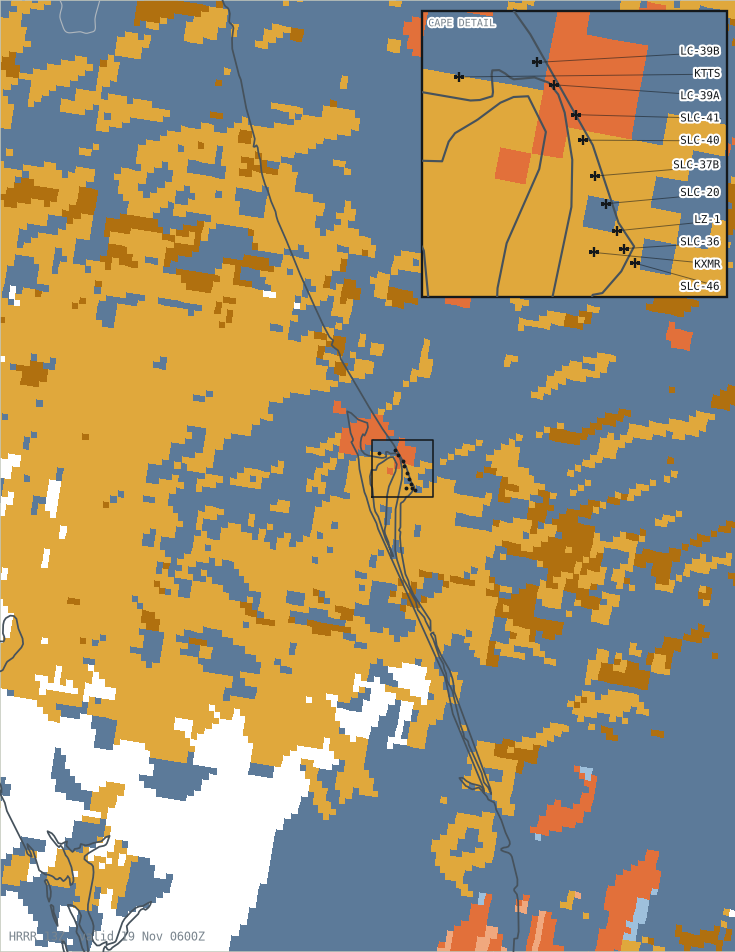 CAPE DETAIL
LC-39B
KTTS
LC-39A
SLC-41
SLC-40
SLC-37B
SLC-20
LZ-1
SLC-36
KXMR
SLC-46
HRRR valid 19 Nov 0600Z